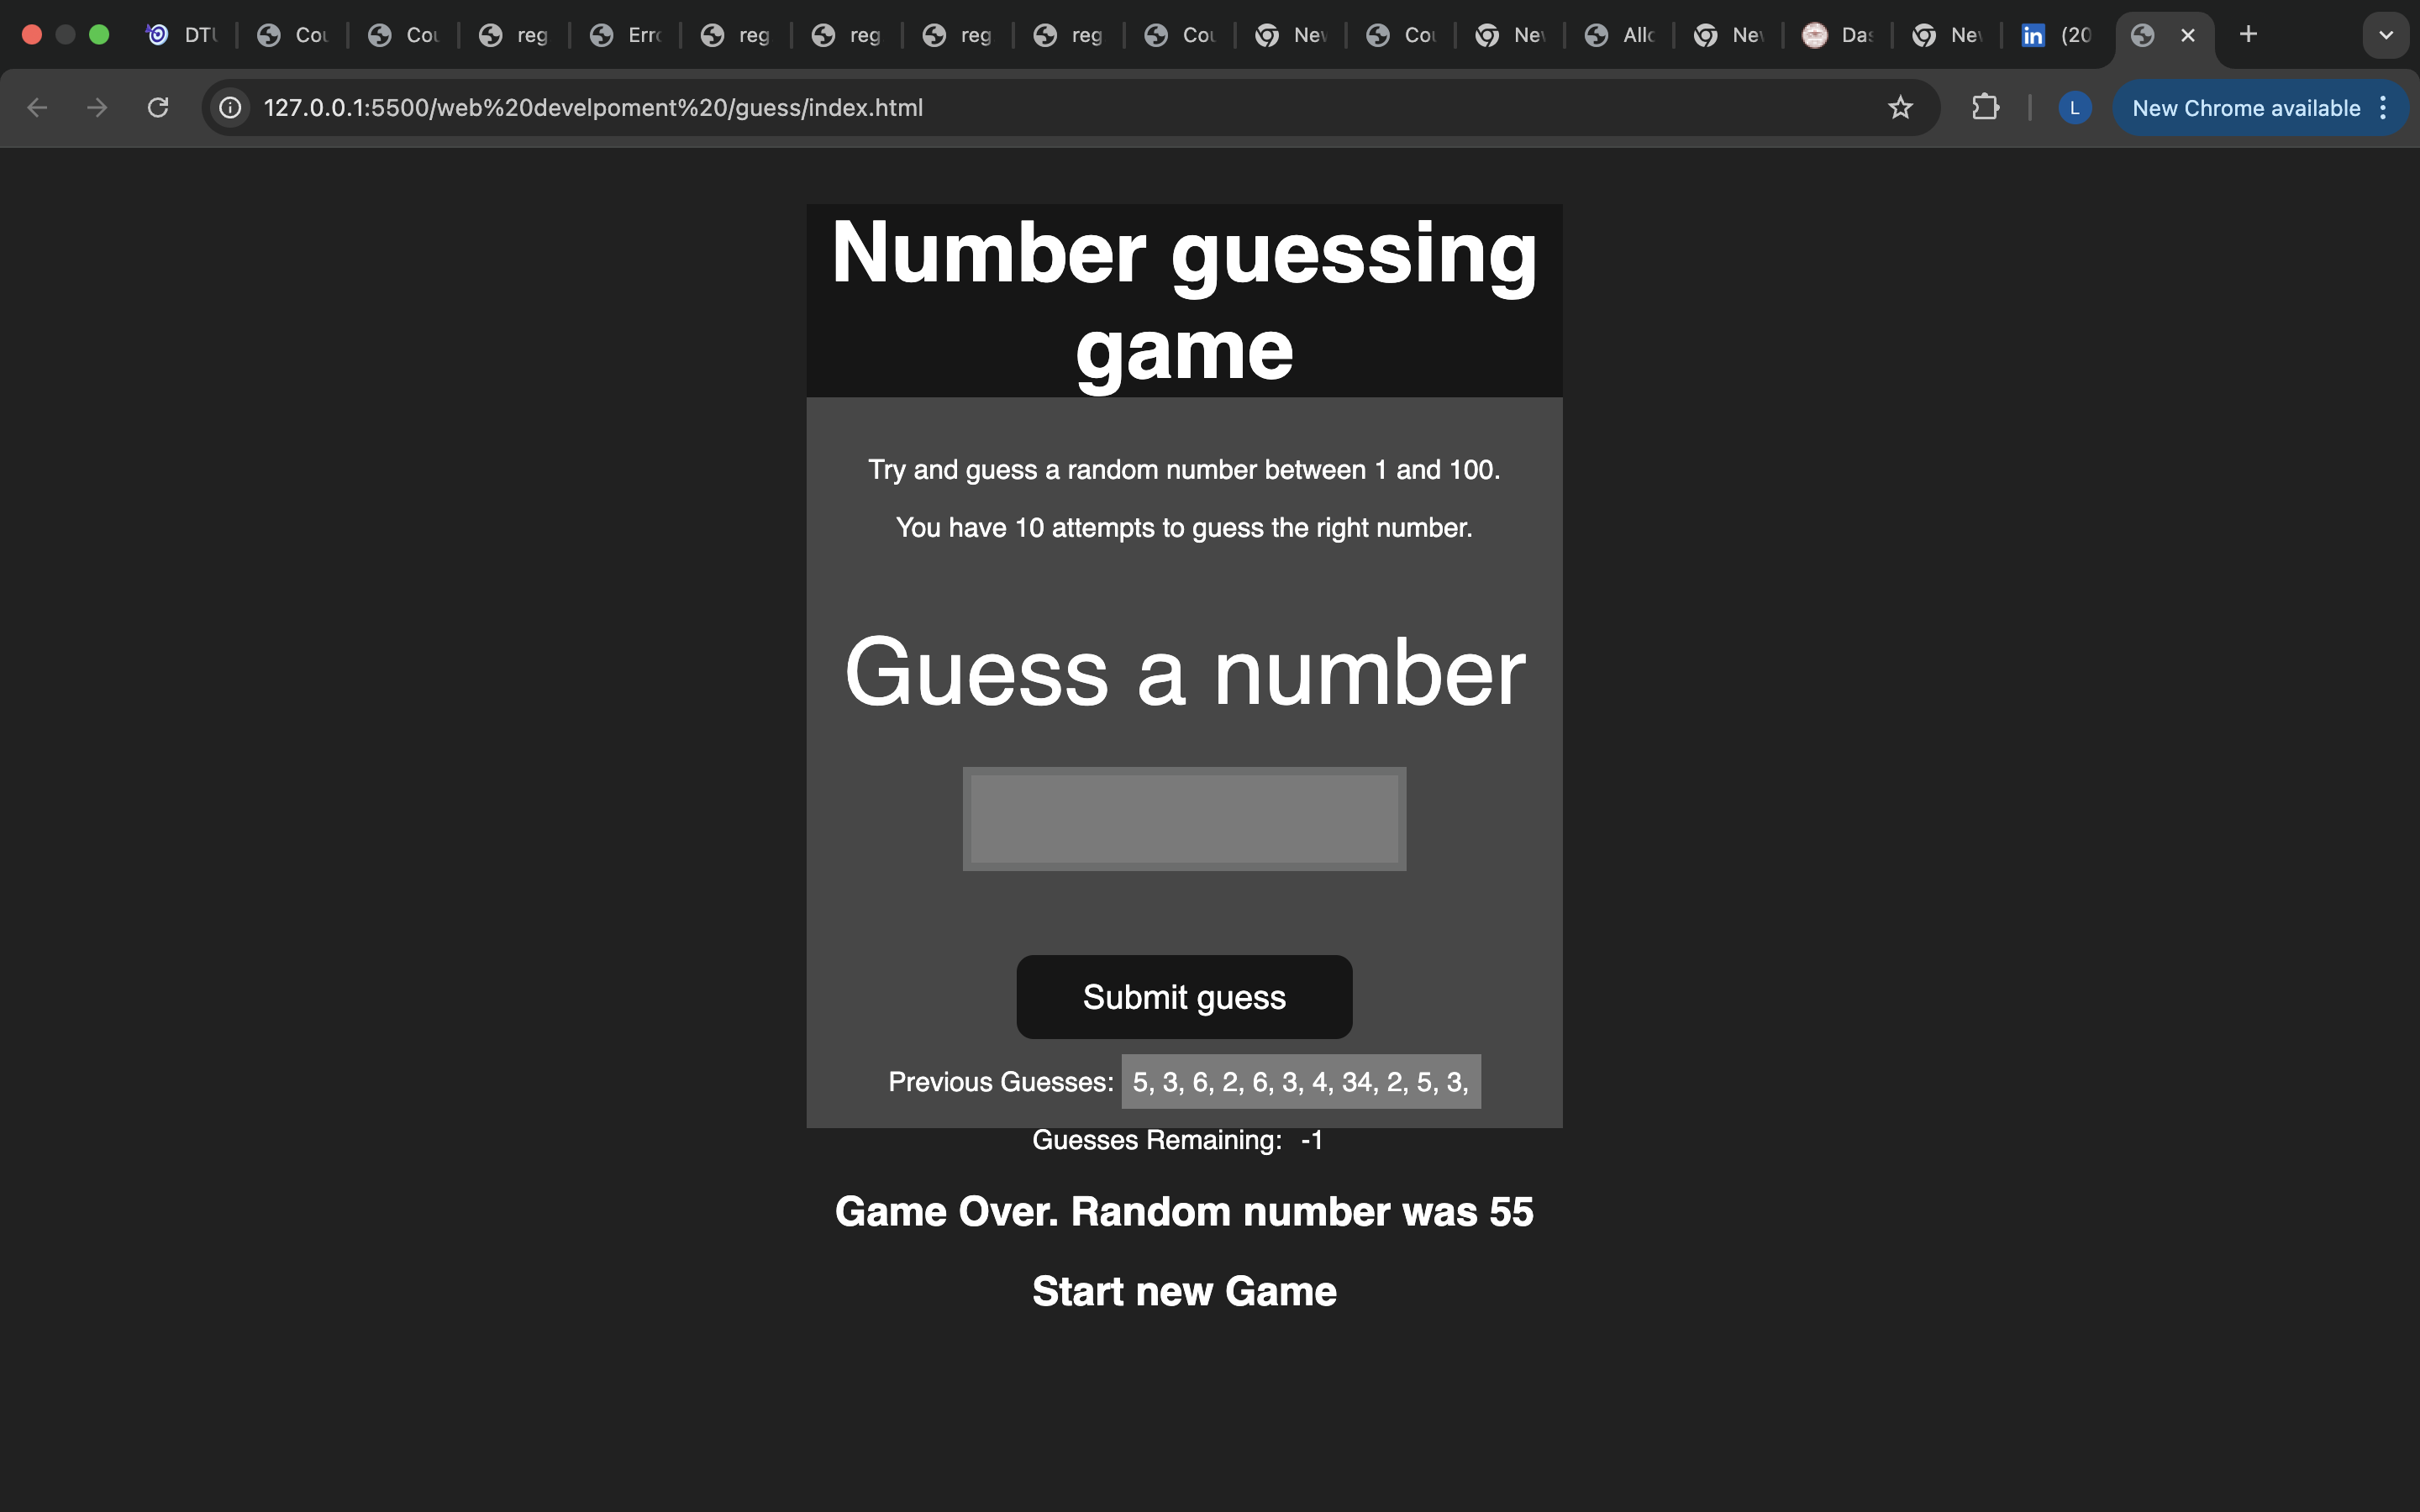 DTU
Cou
Cou
reg
Erro
reg
reg
reg
reg
Cou
New
Cou
New
Allo
New
Das
New
(20
127.0.0.1:5500/web%20develpoment%20/guess/index.html
L
New Chrome available
Number guessing
game
Try and guess a random number between 1 and 100.
You have 10 attempts to guess the right number.
Guess a number
Submit guess
Previous Guesses: 5, 3, 6, 2, 6, 3, 4, 34, 2, 5, 3,
Guesses Remaining: -1
Game Over. Random number was 55
Start new Game